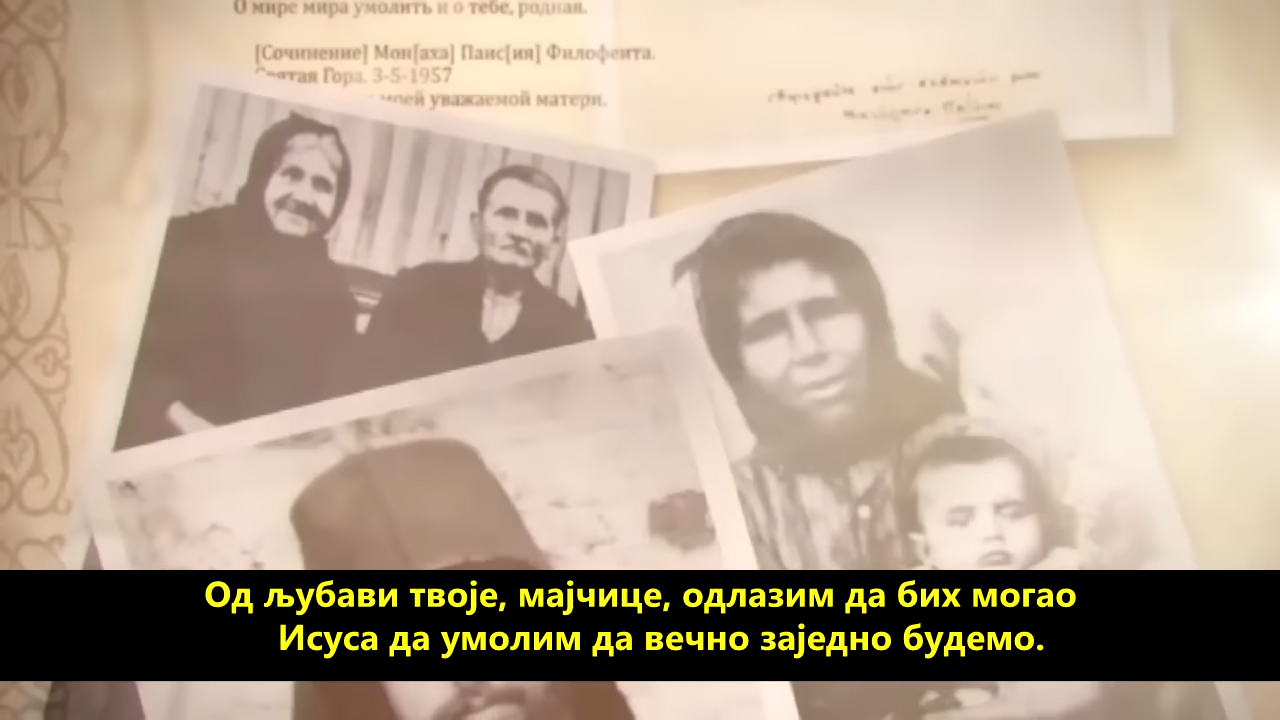 О мире мира умолить и о тебе, родная.
[Сочинение] Мон[аха] Паис[ия] Филофеита.
Святая Гора. 3-5-1957
моей уважаемой матери.
Од љубави твоје, мајчице, одлазим да бих могао
Исуса да умолим да вечно заједно будемо.